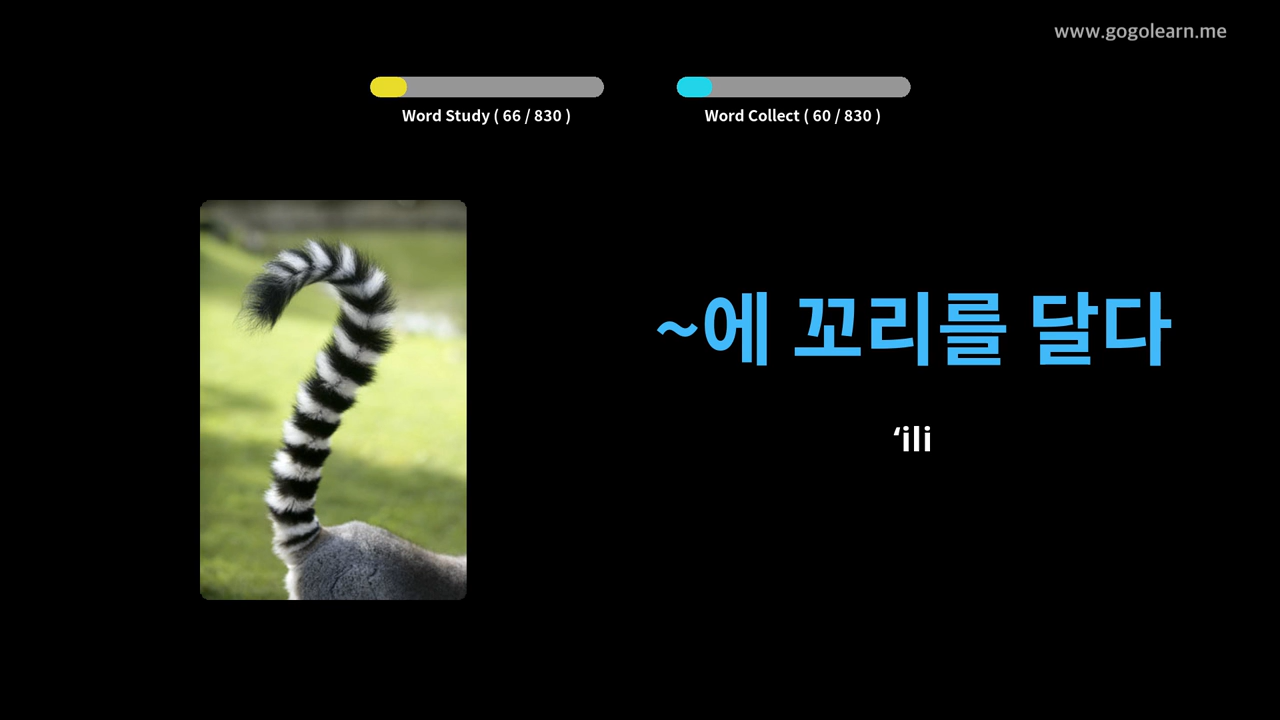 www.gogolearn.me
Word Study ( 66 / 830 )
Word Collect ( 60 / 830 )
~에 꼬리를 달다
‘ili